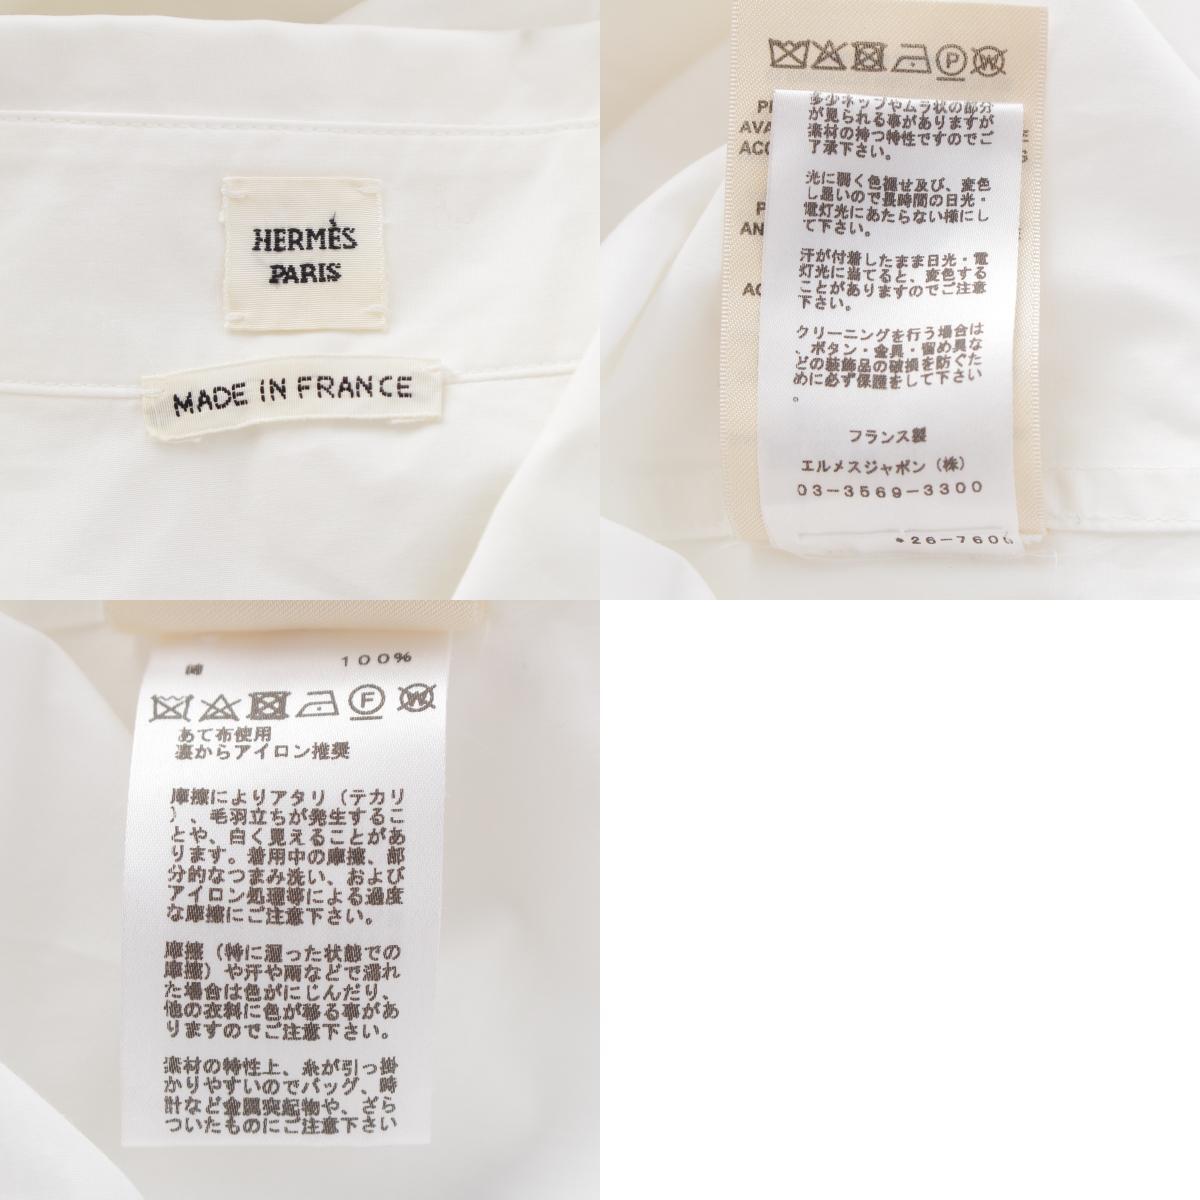 HERMÈS
PARIS
MADE IN FRANCE
P
多少ネップやムラ状の部分
が見られる事がありますが
素材の持つ特性ですのでご
了承下さい。
光に弱く色褪せ及び、変色
し易いので長時間の日光・
電灯光にあたらない様にし
て下さい。
汗が付着したまま日光・電
灯光に当てると、変色する
ことがありますのでご注意
下さい。
クリーニングを行う場合は
、ボタン・金具・留め具な
どの装飾品の破損を防ぐた
めに必ず保護をして下さい
。
フランス製
エルメスジャポン（株）
03-3569-3300
*26-760
綿 100%
F
W
あて布使用
裏からアイロン推奨
摩擦によりアタリ（テカリ
）、毛羽立ちが発生するこ
とや、白く見えることがあ
ります。着用中の摩擦、部
分的なつまみ洗い、および
アイロン処理等による過度
な摩擦にご注意下さい。
摩擦（特に湿った状態での
摩擦）や汗や雨などで濡れ
た場合は色がにじんだり、
他の衣料に色が移る事があ
りますのでご注意下さい。
素材の特性上、糸が引っ掛
かりやすいのでバッグ、時
計など金属突起物や、ざら
ついたものにご注意下さい